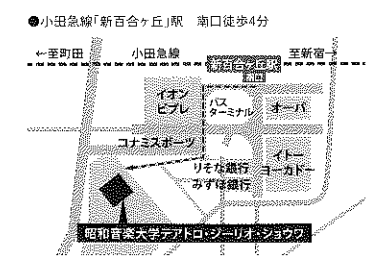 ●小田急線「新百合ヶ丘」駅　南口徒歩4分
←至町田　小田急線　至新宿→
新百合ヶ丘駅
南口
イオン
ビブレ
バス
ターミナル
オーパ
コナミスポーツ
イトー
ヨーカドー
りそな銀行
みずほ銀行
昭和音楽大学テアトロ・ジーリオ・ショウワ